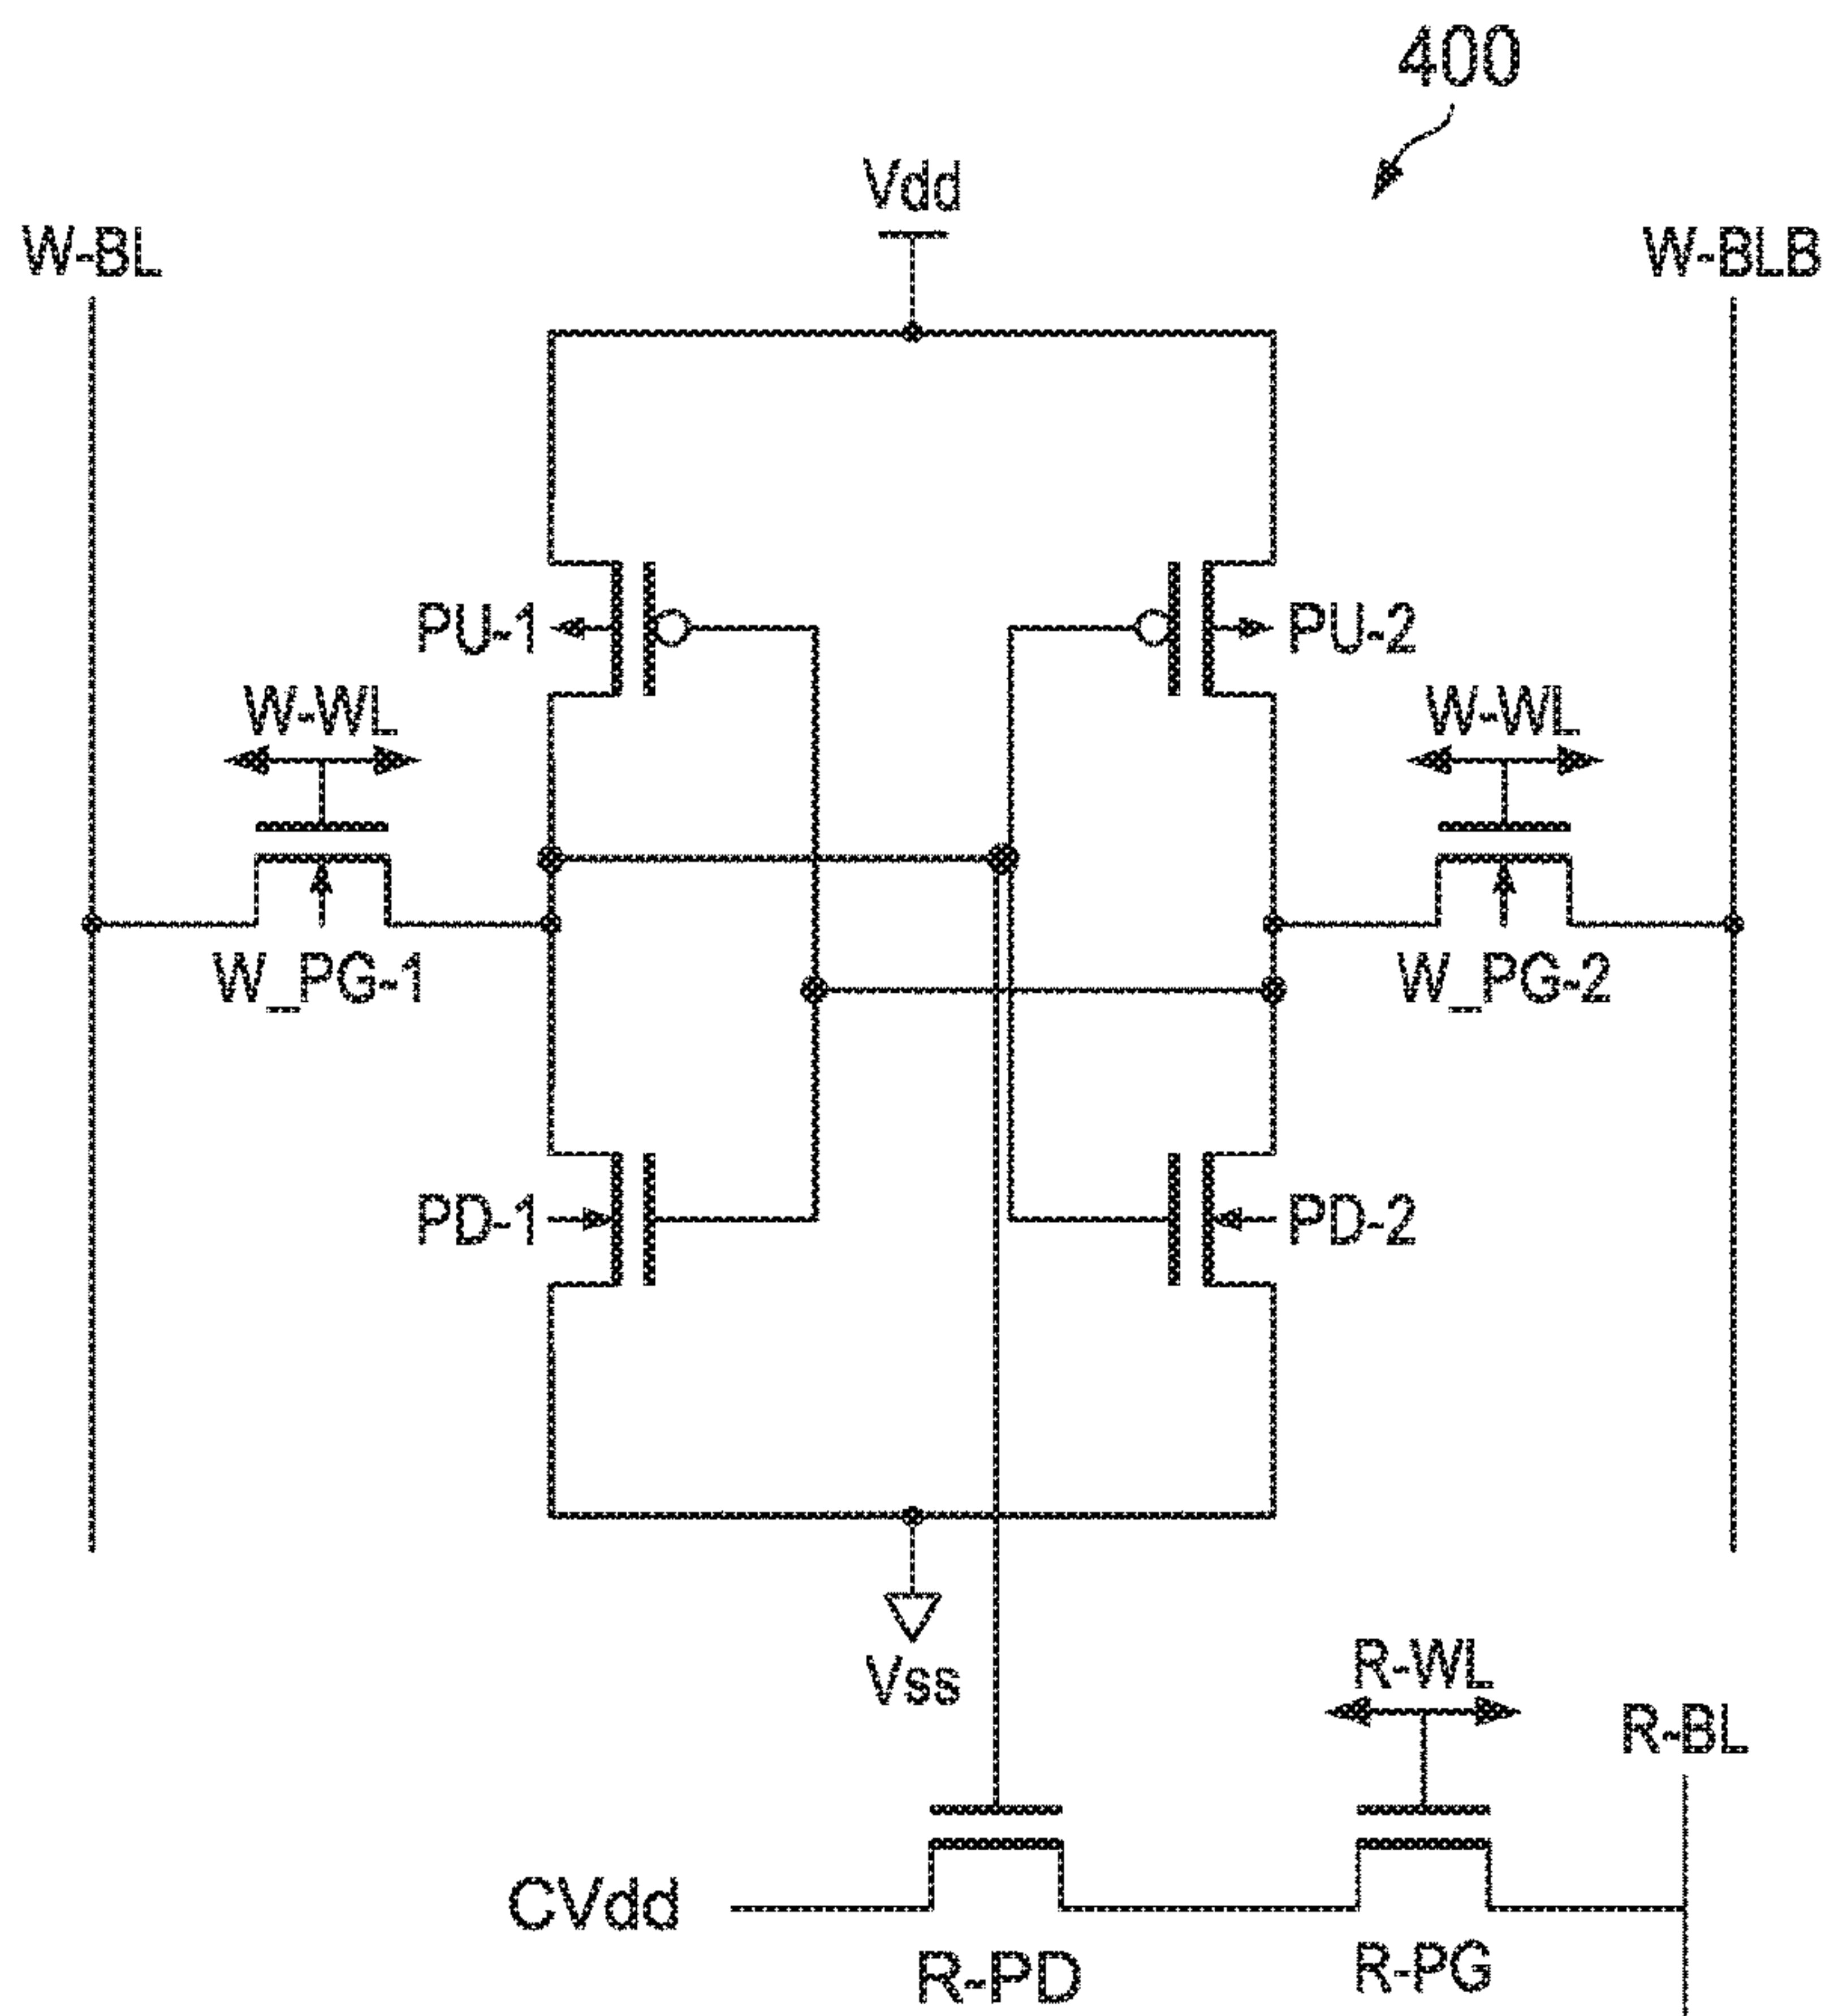 400
Vdd
W-BL
W-BLB
PU-1
PU-2
W-WL
W-WL
W_PG-1
W_PG-2
PD-1
PD-2
Vss
R-WL
R-BL
CVdd
R-PD
R-PG